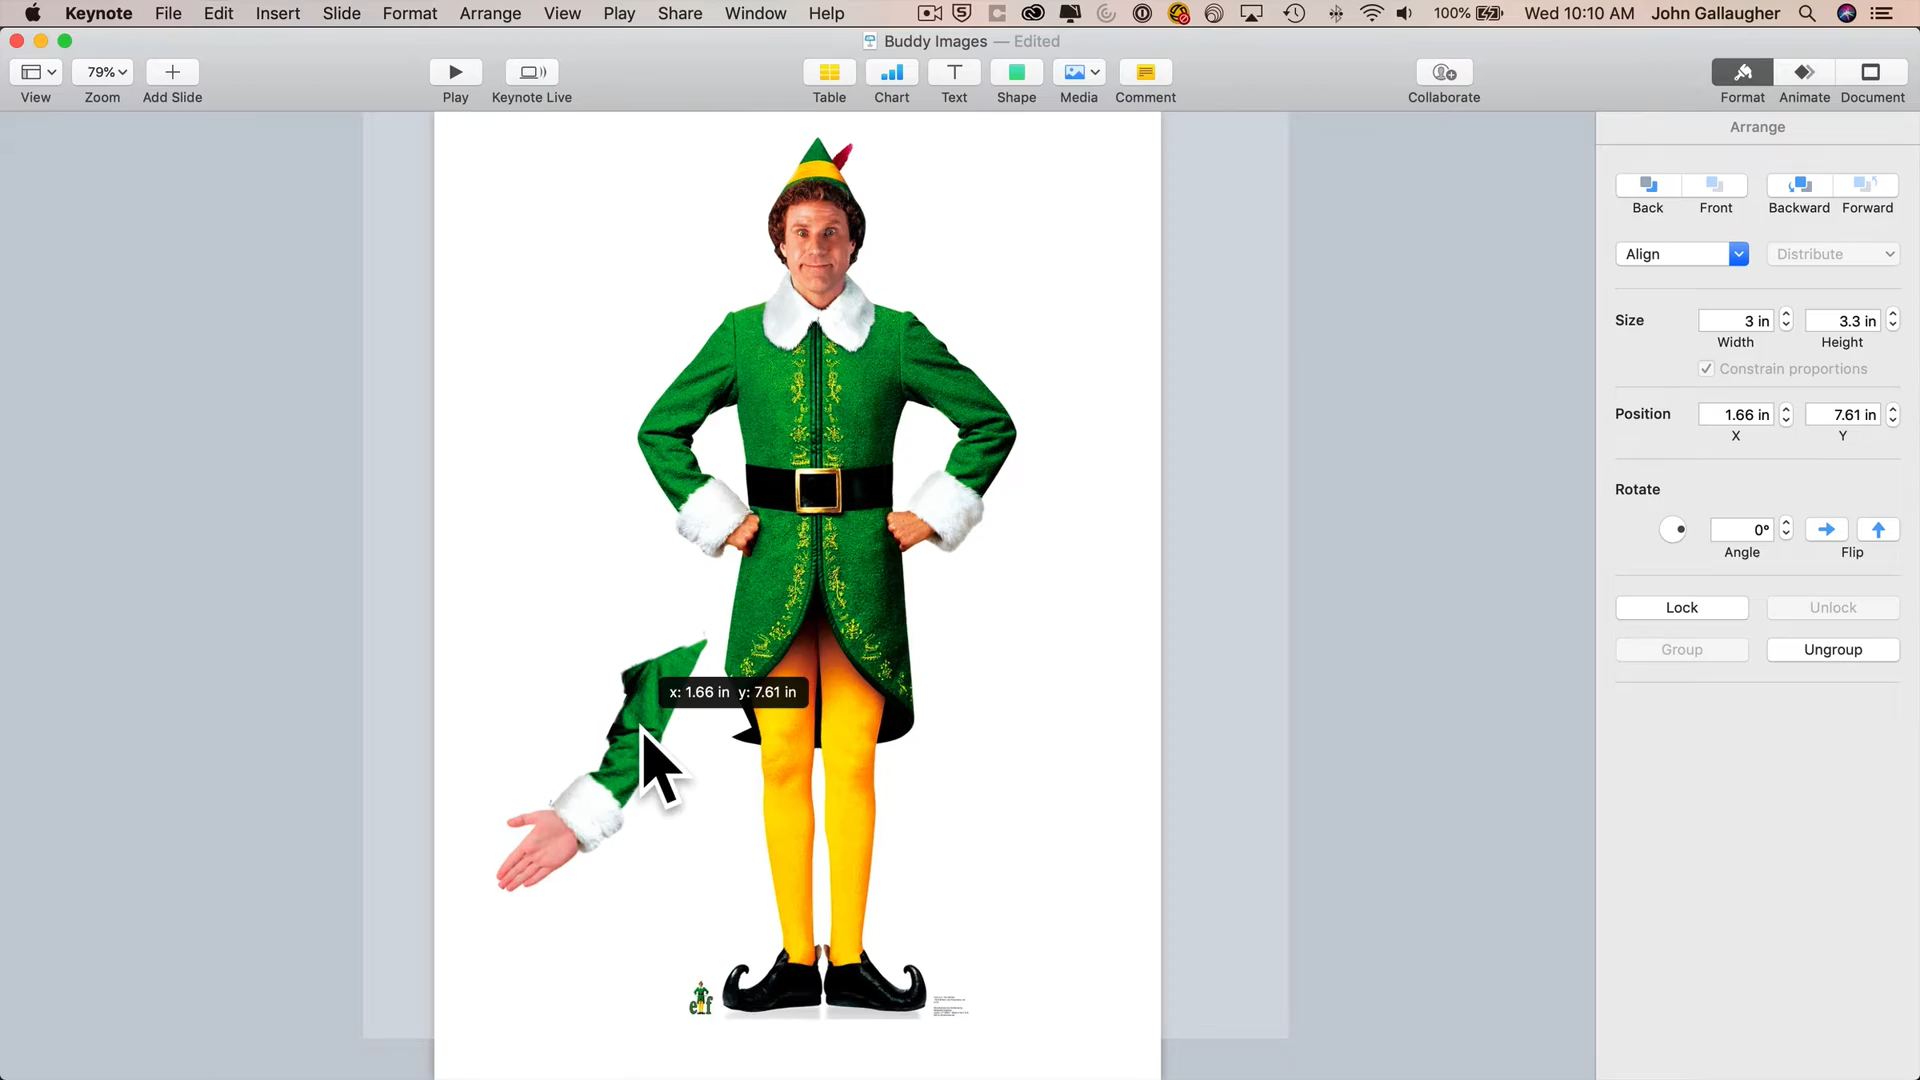 Keynote File Edit Insert Slide Format Arrange View Play Share Window Help 100% Wed 10:10 AM John Gallaugher
Buddy Images — Edited
79%
View Zoom Add Slide Play Keynote Live Table Chart Text Shape Media Comment Collaborate Format Animate Document
Arrange
Back Front Backward Forward
Align Distribute
Size 3 in 3.3 in
Width Height
Constrain proportions
Position 1.66 in 7.61 in
X Y
Rotate
0°
Angle Flip
Lock Unlock
Group Ungroup
x: 1.66 in y: 7.61 in
elf